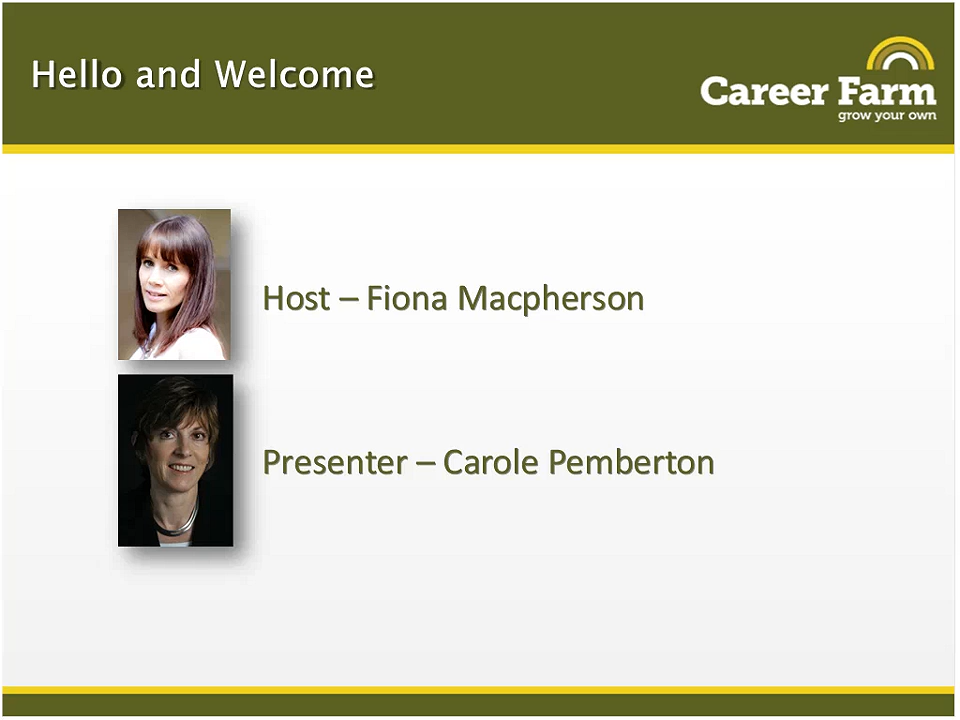 Hello and Welcome
Career Farm
grow your own
Host – Fiona Macpherson
Presenter – Carole Pemberton